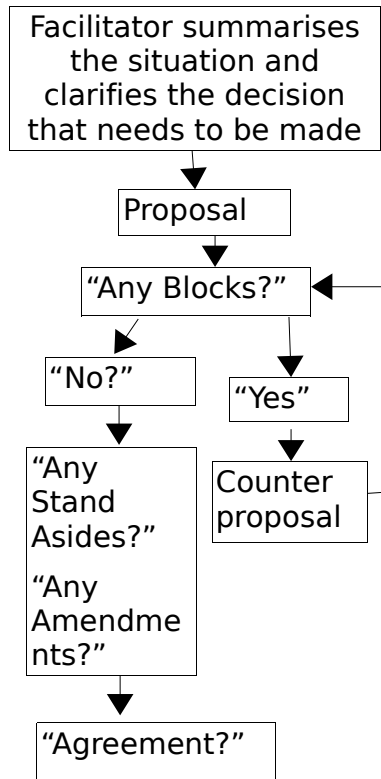 Facilitator summarises
the situation and
clarifies the decision
that needs to be made
Proposal
“Any Blocks?”
“No?”
“Yes”
“Any
Stand
Asides?”
“Any
Amendme
nts?”
Counter
proposal
“Agreement?”